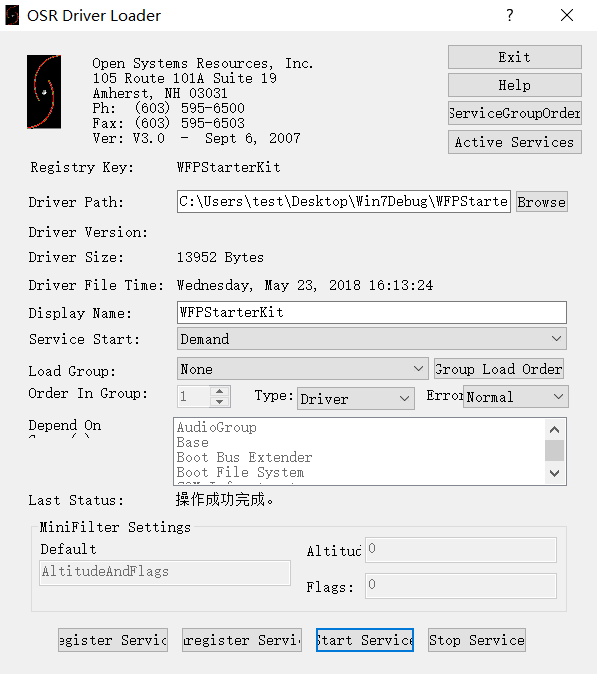 OSR Driver Loader
?
Open Systems Resources, Inc.
105 Route 101A Suite 19
Amherst, NH 03031
Ph: (603) 595-6500
Fax: (603) 595-6503
Ver: V3.0 - Sept 6, 2007
Exit
Help
ServiceGroupOrder
Active Services
Registry Key: WFPStarterKit
Driver Path: C:\Users\test\Desktop\Win7Debug\WFPStarte Browse
Driver Version:
Driver Size: 13952 Bytes
Driver File Time: Wednesday, May 23, 2018 16:13:24
Display Name: WFPStarterKit
Service Start: Demand
Load Group: None Group Load Order
Order In Group: 1 Type: Driver Error Normal
Depend On
AudioGroup
Base
Boot Bus Extender
Boot File System
Last Status: 操作成功完成。
MiniFilter Settings
Default
AltitudeAndFlags
Altitud 0
Flags: 0
egister Servic
nregister Servi
Start Service
Stop Service